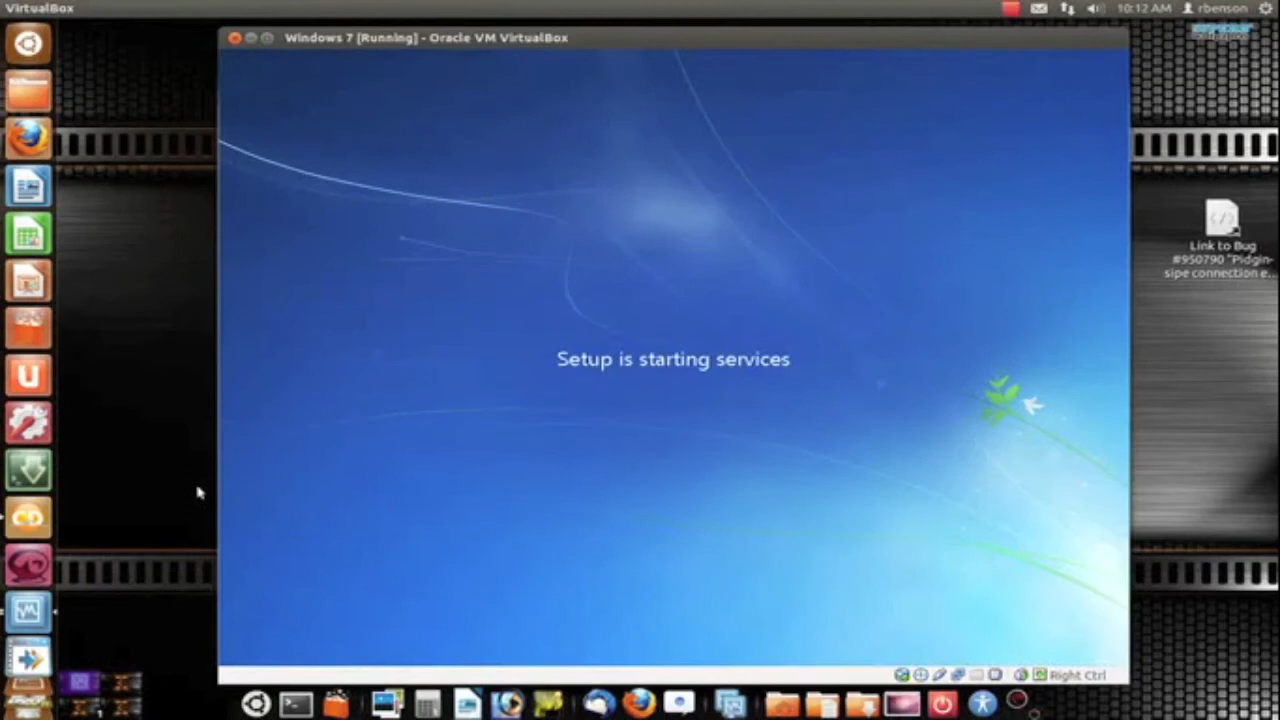 VirtualBox
10:12 AM
rbenson
Windows 7 [Running] - Oracle VM VirtualBox
Link to Bug
#950790 "Pidgin-
sipe connection e...
Setup is starting services
Right Ctrl